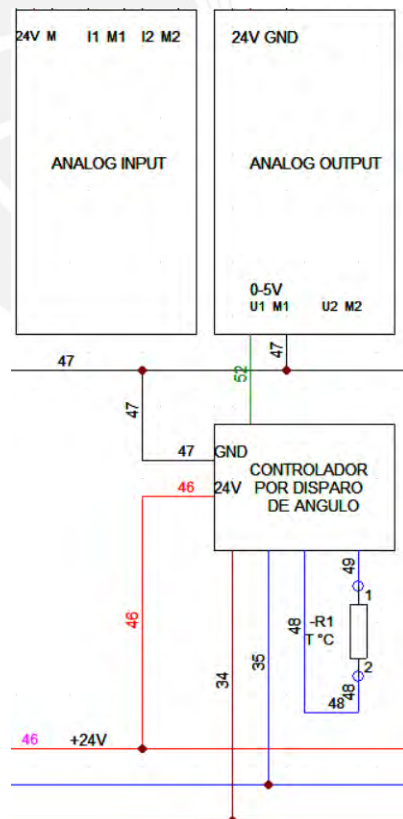 24V M I1 M1 I2 M2
24V GND
ANALOG INPUT
ANALOG OUTPUT
0-5V
U1 M1 U2 M2
47
47
52
47
47
GND
46
24V
CONTROLADOR
POR DISPARO
DE ANGULO
46
34
35
48
49
1
-R1
T °C
2
48
48
46 +24V